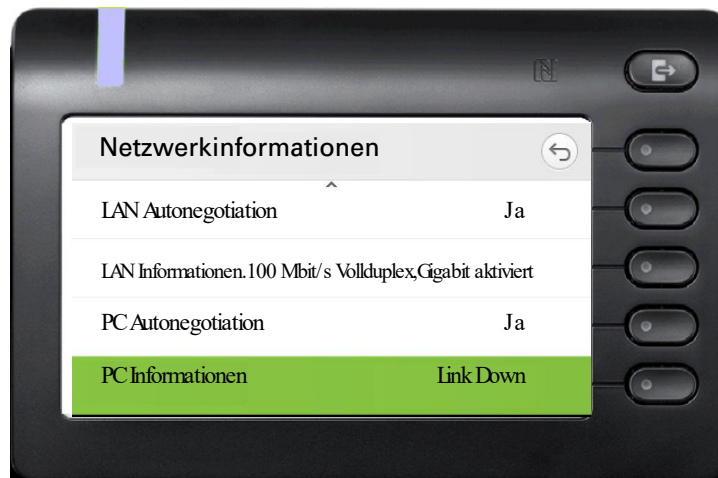 Netzwerkinformationen
LAN Autonegotiation Ja
LAN Informationen.100 Mbit/s Vollduplex,Gigabit aktiviert
PC Autonegotiation Ja
PC Informationen Link Down